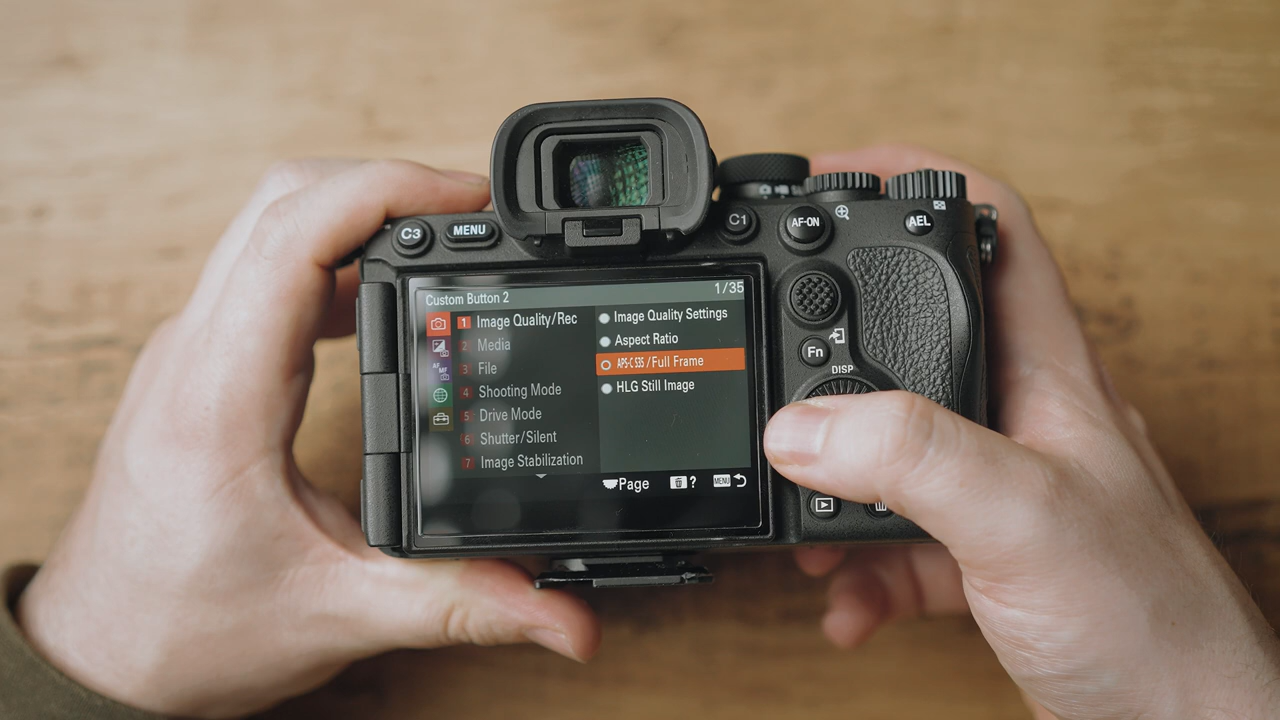 C3
MENU
C1
AF-ON
AEL
Custom Button 2
1/35
1 Image Quality/Rec
2 Media
3 File
4 Shooting Mode
5 Drive Mode
6 Shutter/Silent
7 Image Stabilization
AF
MF
Image Quality Settings
Aspect Ratio
APS-C S35 /Full Frame
HLG Still Image
Page
?
MENU
Fn
DISP